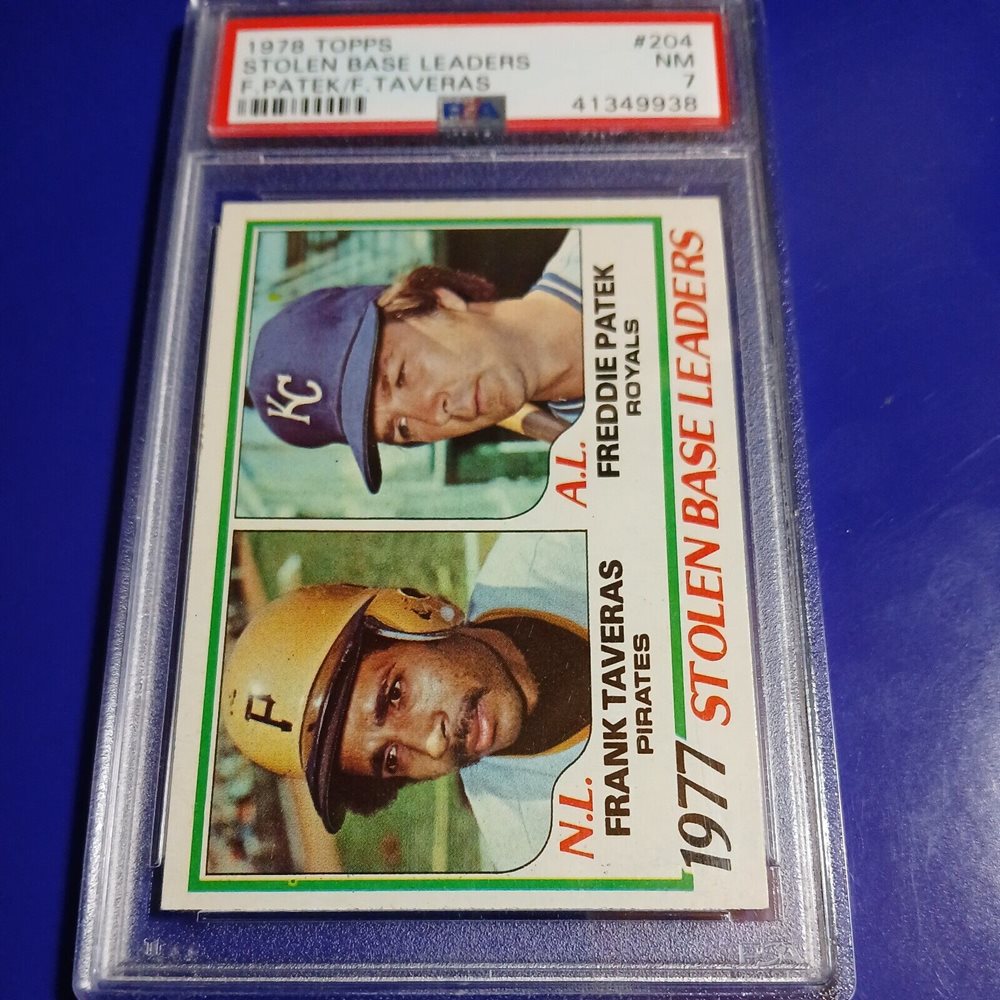 1978 TOPPS #204
STOLEN BASE LEADERS NM
F.PATEK/F.TAVERAS 7
41349938
PSA
KC
P
N.L.
FRANK TAVERAS
PIRATES
A.L.
FREDDIE PATEK
ROYALS
1977 STOLEN BASE LEADERS